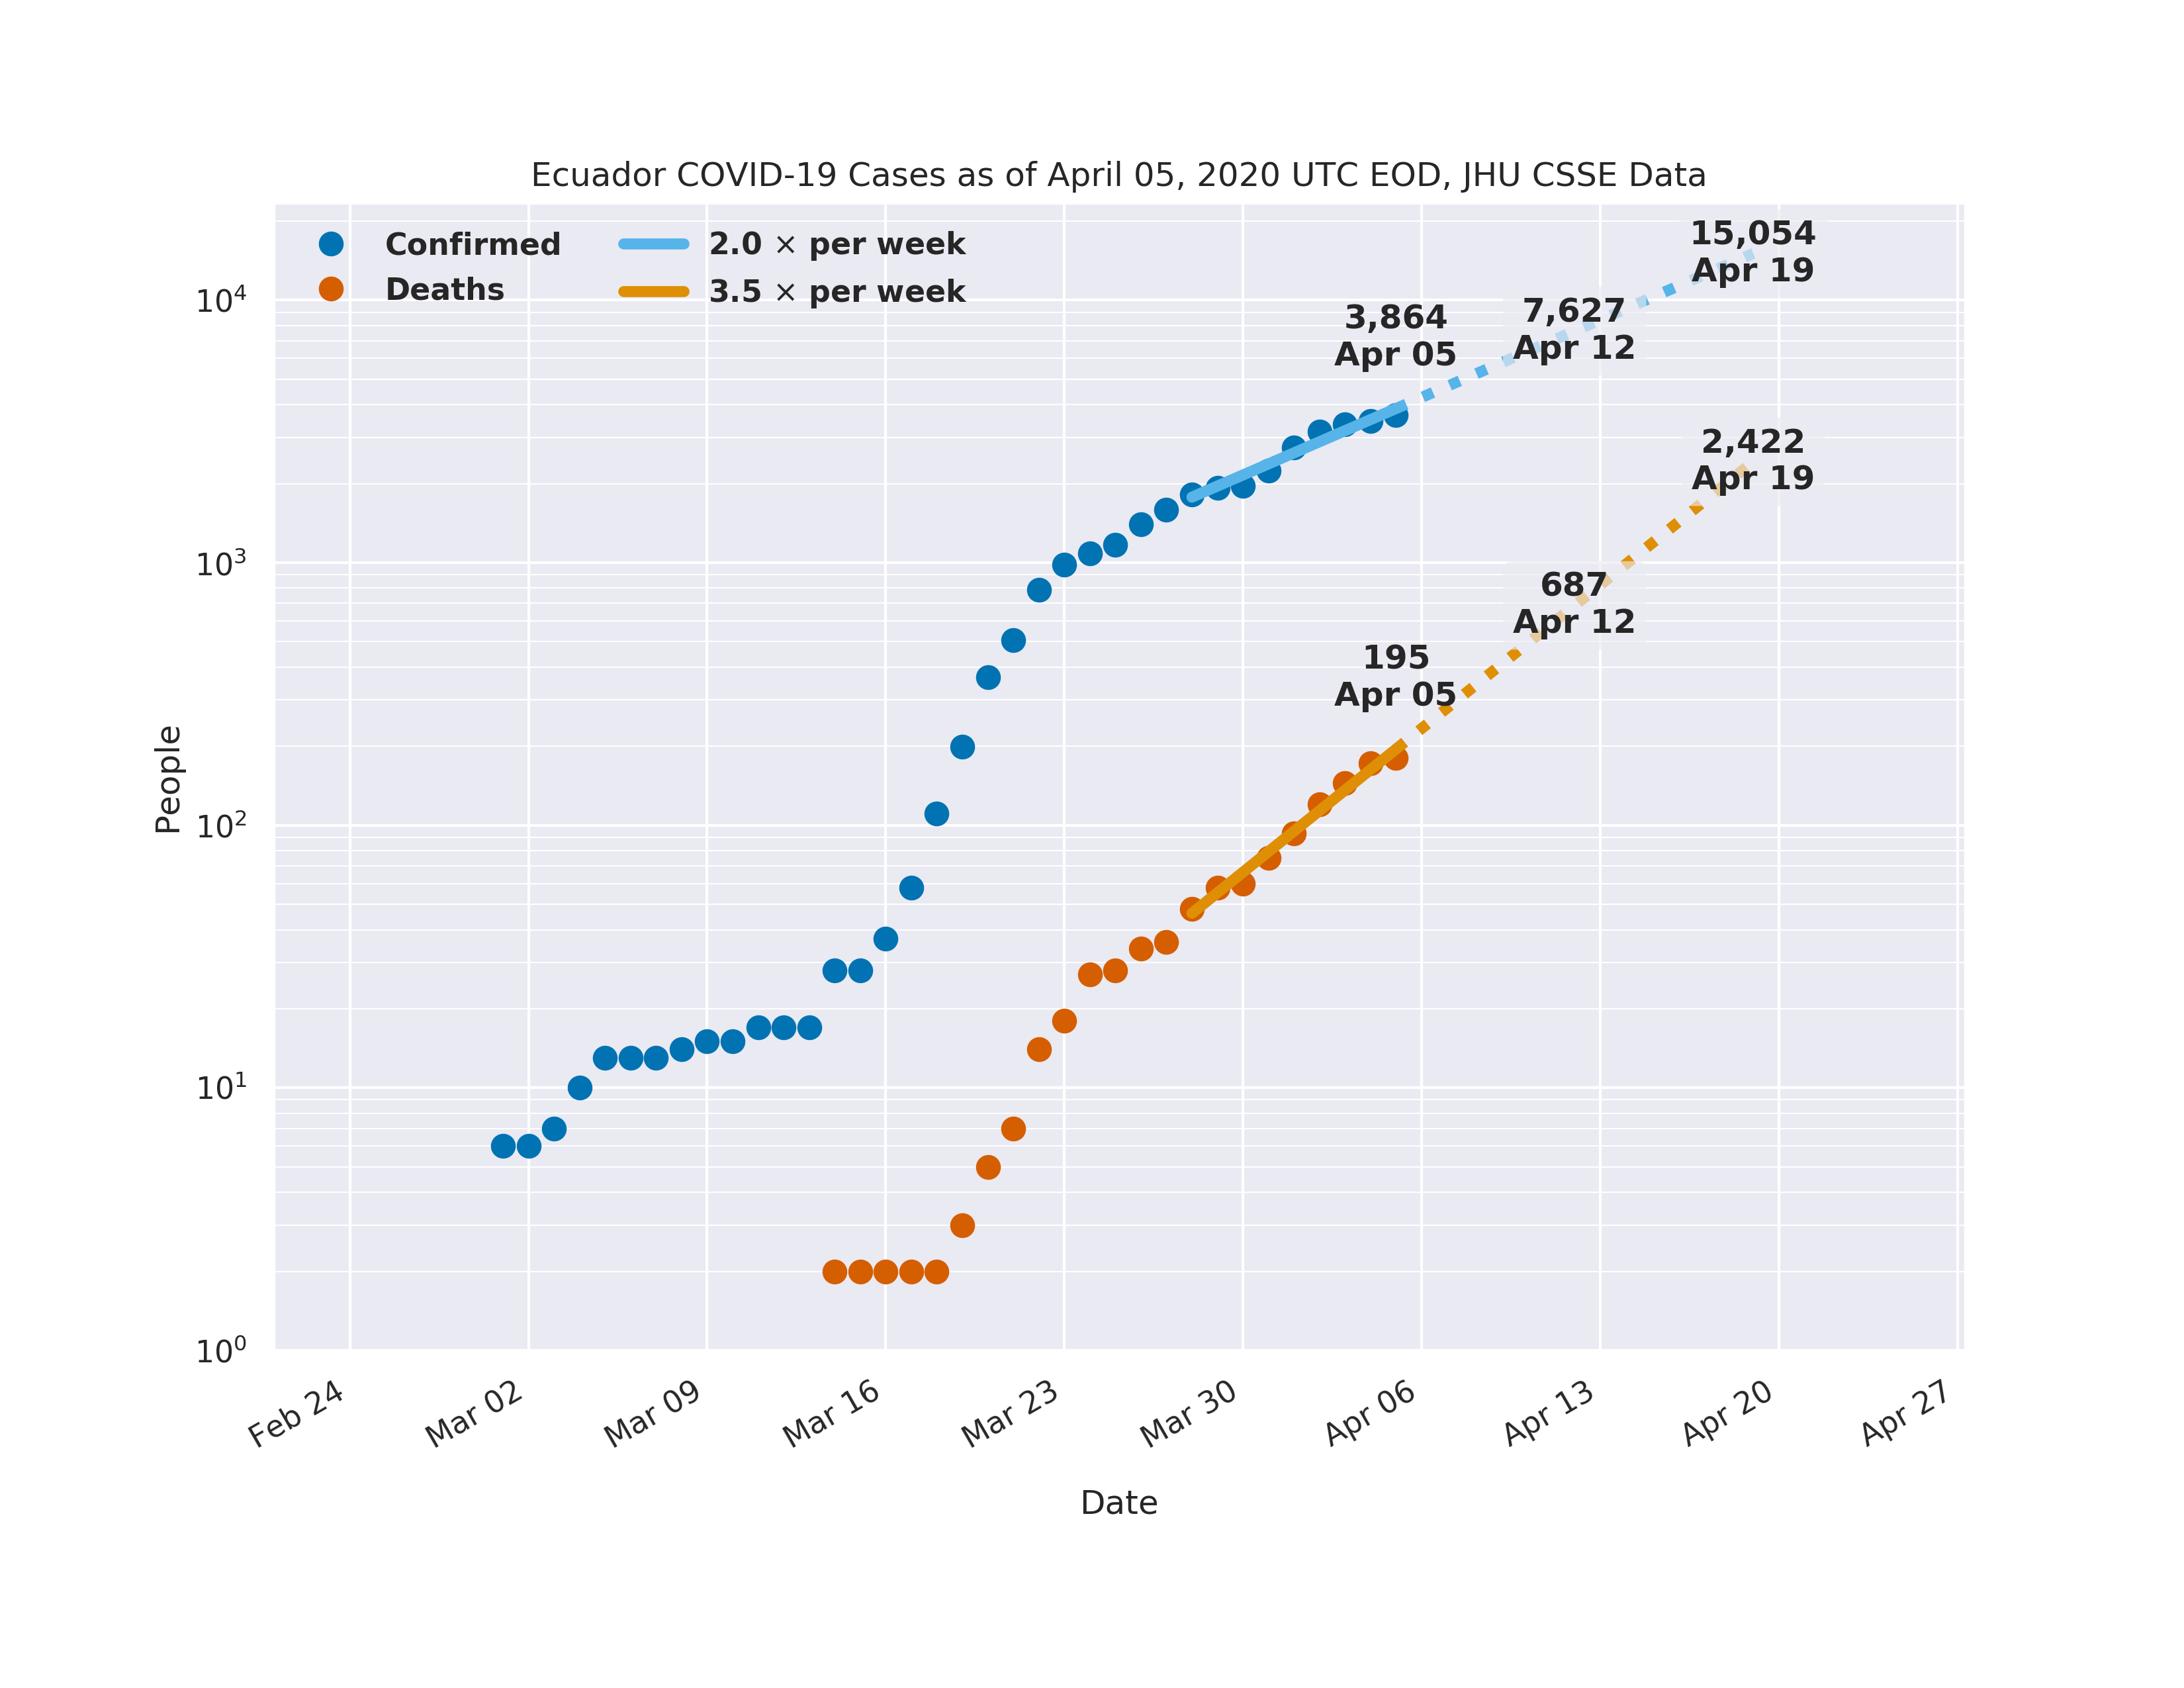 Ecuador COVID-19 Cases as of April 05, 2020 UTC EOD, JHU CSSE Data
Confirmed
Deaths
2.0 × per week
3.5 × per week
15,054
Apr 19
7,627
Apr 12
3,864
Apr 05
2,422
Apr 19
687
Apr 12
195
Apr 05
People
10⁴
10³
10²
10¹
10⁰
Feb 24
Mar 02
Mar 09
Mar 16
Mar 23
Mar 30
Apr 06
Apr 13
Apr 20
Apr 27
Date